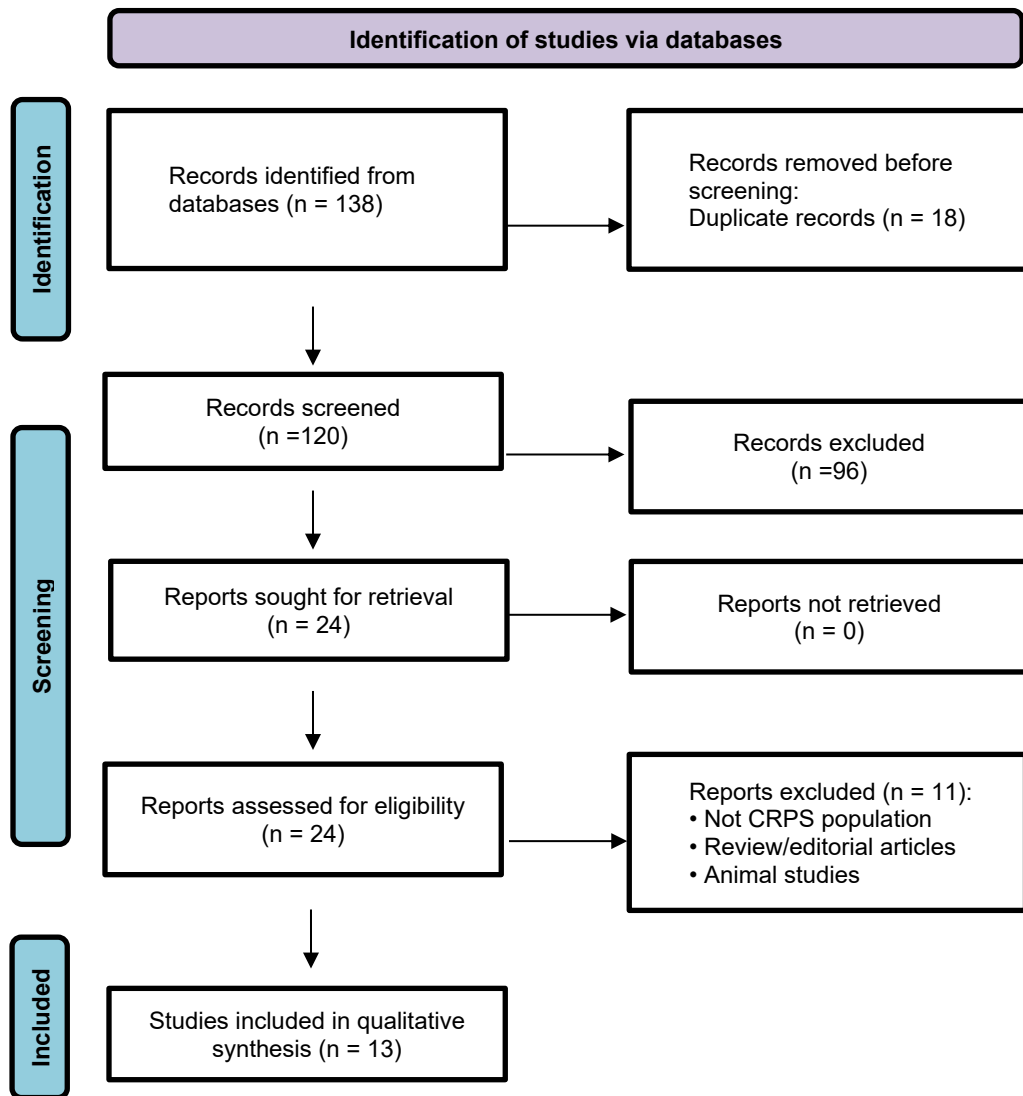 Identification of studies via databases
Identification
Records identified from
databases (n = 138)
Records removed before
screening:
Duplicate records (n = 18)
Screening
Records screened
(n =120)
Records excluded
(n =96)
Reports sought for retrieval
(n = 24)
Reports not retrieved
(n = 0)
Reports assessed for eligibility
(n = 24)
Reports excluded (n = 11):
• Not CRPS population
• Review/editorial articles
• Animal studies
Included
Studies included in qualitative
synthesis (n = 13)